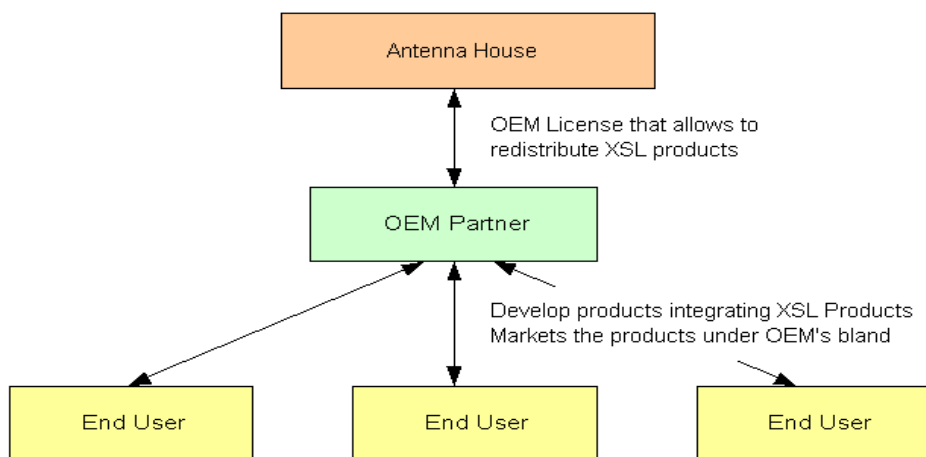 Antenna House
OEM License that allows to
redistribute XSL products
OEM Partner
Develop products integrating XSL Products
Markets the products under OEM's bland
End User
End User
End User